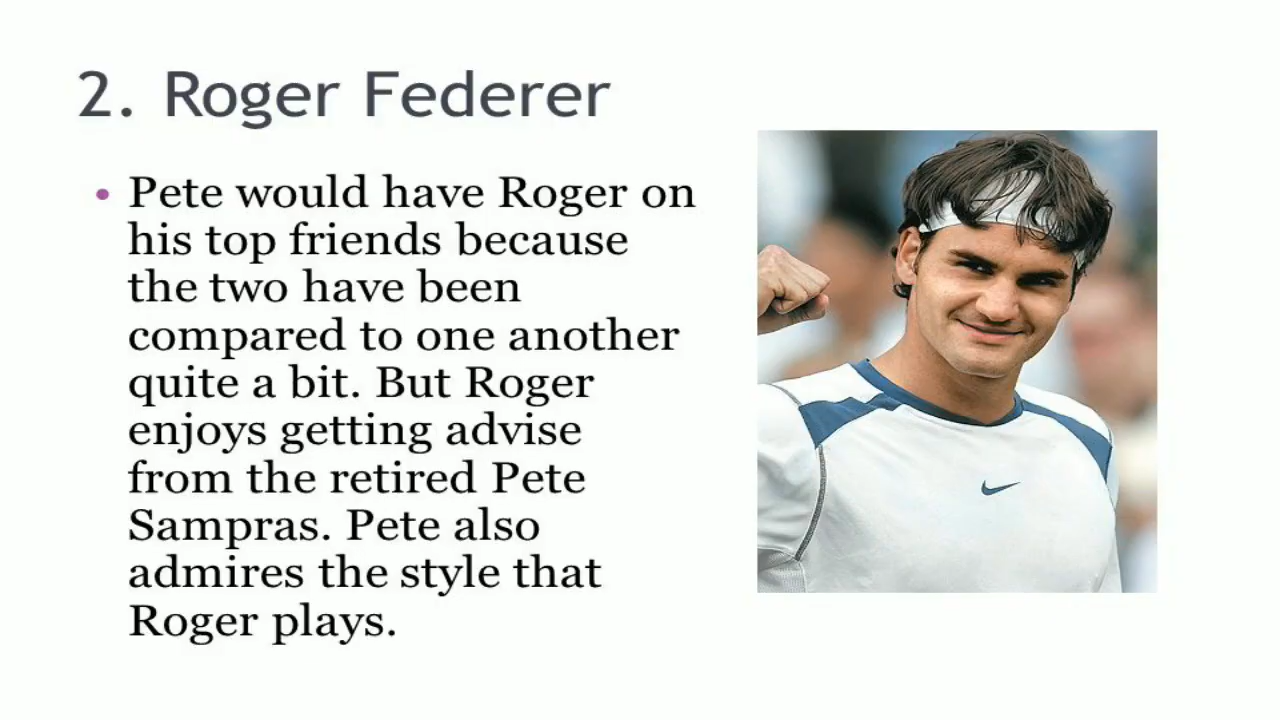 2. Roger Federer
• Pete would have Roger on
his top friends because
the two have been
compared to one another
quite a bit. But Roger
enjoys getting advise
from the retired Pete
Sampras. Pete also
admires the style that
Roger plays.